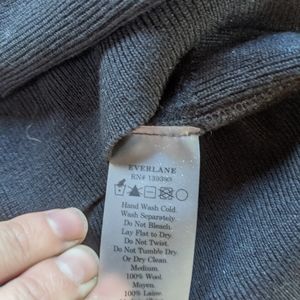 EVERLANE
RN# 139393
Hand Wash Cold.
Wash Separately.
Do Not Bleach.
Lay Flat to Dry.
Do Not Twist.
Do Not Tumble Dry
Or Dry Clean.
Medium.
100% Wool.
Mayen.
100% Laine.